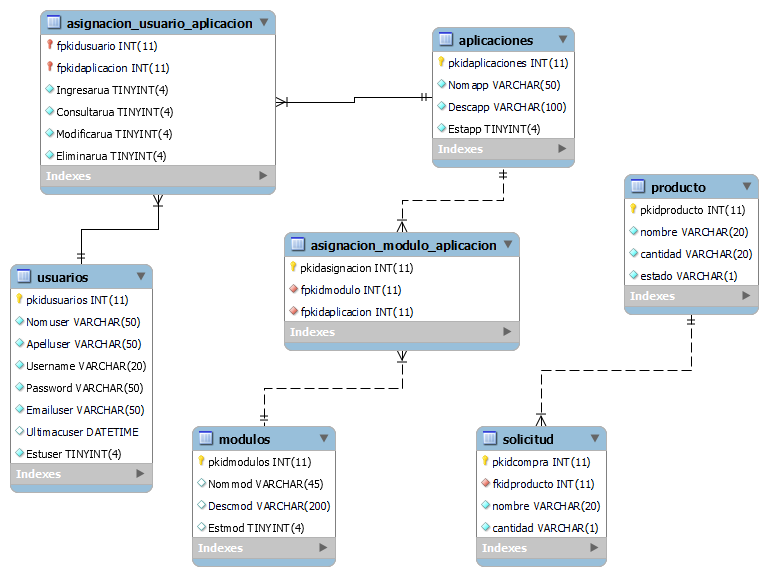 asignacion_usuario_aplicacion
fpkidusuario INT(11)
fpkidaplicacion INT(11)
Ingresarua TINYINT(4)
Consultarua TINYINT(4)
Modificarua TINYINT(4)
Eliminarua TINYINT(4)
Indexes
aplicaciones
pkidaplicaciones INT(11)
Nomapp VARCHAR(50)
Descapp VARCHAR(100)
Estapp TINYINT(4)
Indexes
producto
pkidproducto INT(11)
nombre VARCHAR(20)
cantidad VARCHAR(20)
estado VARCHAR(1)
Indexes
asignacion_modulo_aplicacion
pkidasignacion INT(11)
fpkidmodulo INT(11)
fpkidaplicacion INT(11)
Indexes
usuarios
pkidusuarios INT(11)
Nomuser VARCHAR(50)
Apelluser VARCHAR(50)
Username VARCHAR(20)
Password VARCHAR(50)
Emailuser VARCHAR(50)
Ultimacuser DATETIME
Estuser TINYINT(4)
Indexes
modulos
pkidmodulos INT(11)
Nommod VARCHAR(45)
Descmod VARCHAR(200)
Estmod TINYINT(4)
Indexes
solicitud
pkidcompra INT(11)
fkidproducto INT(11)
nombre VARCHAR(20)
cantidad VARCHAR(1)
Indexes